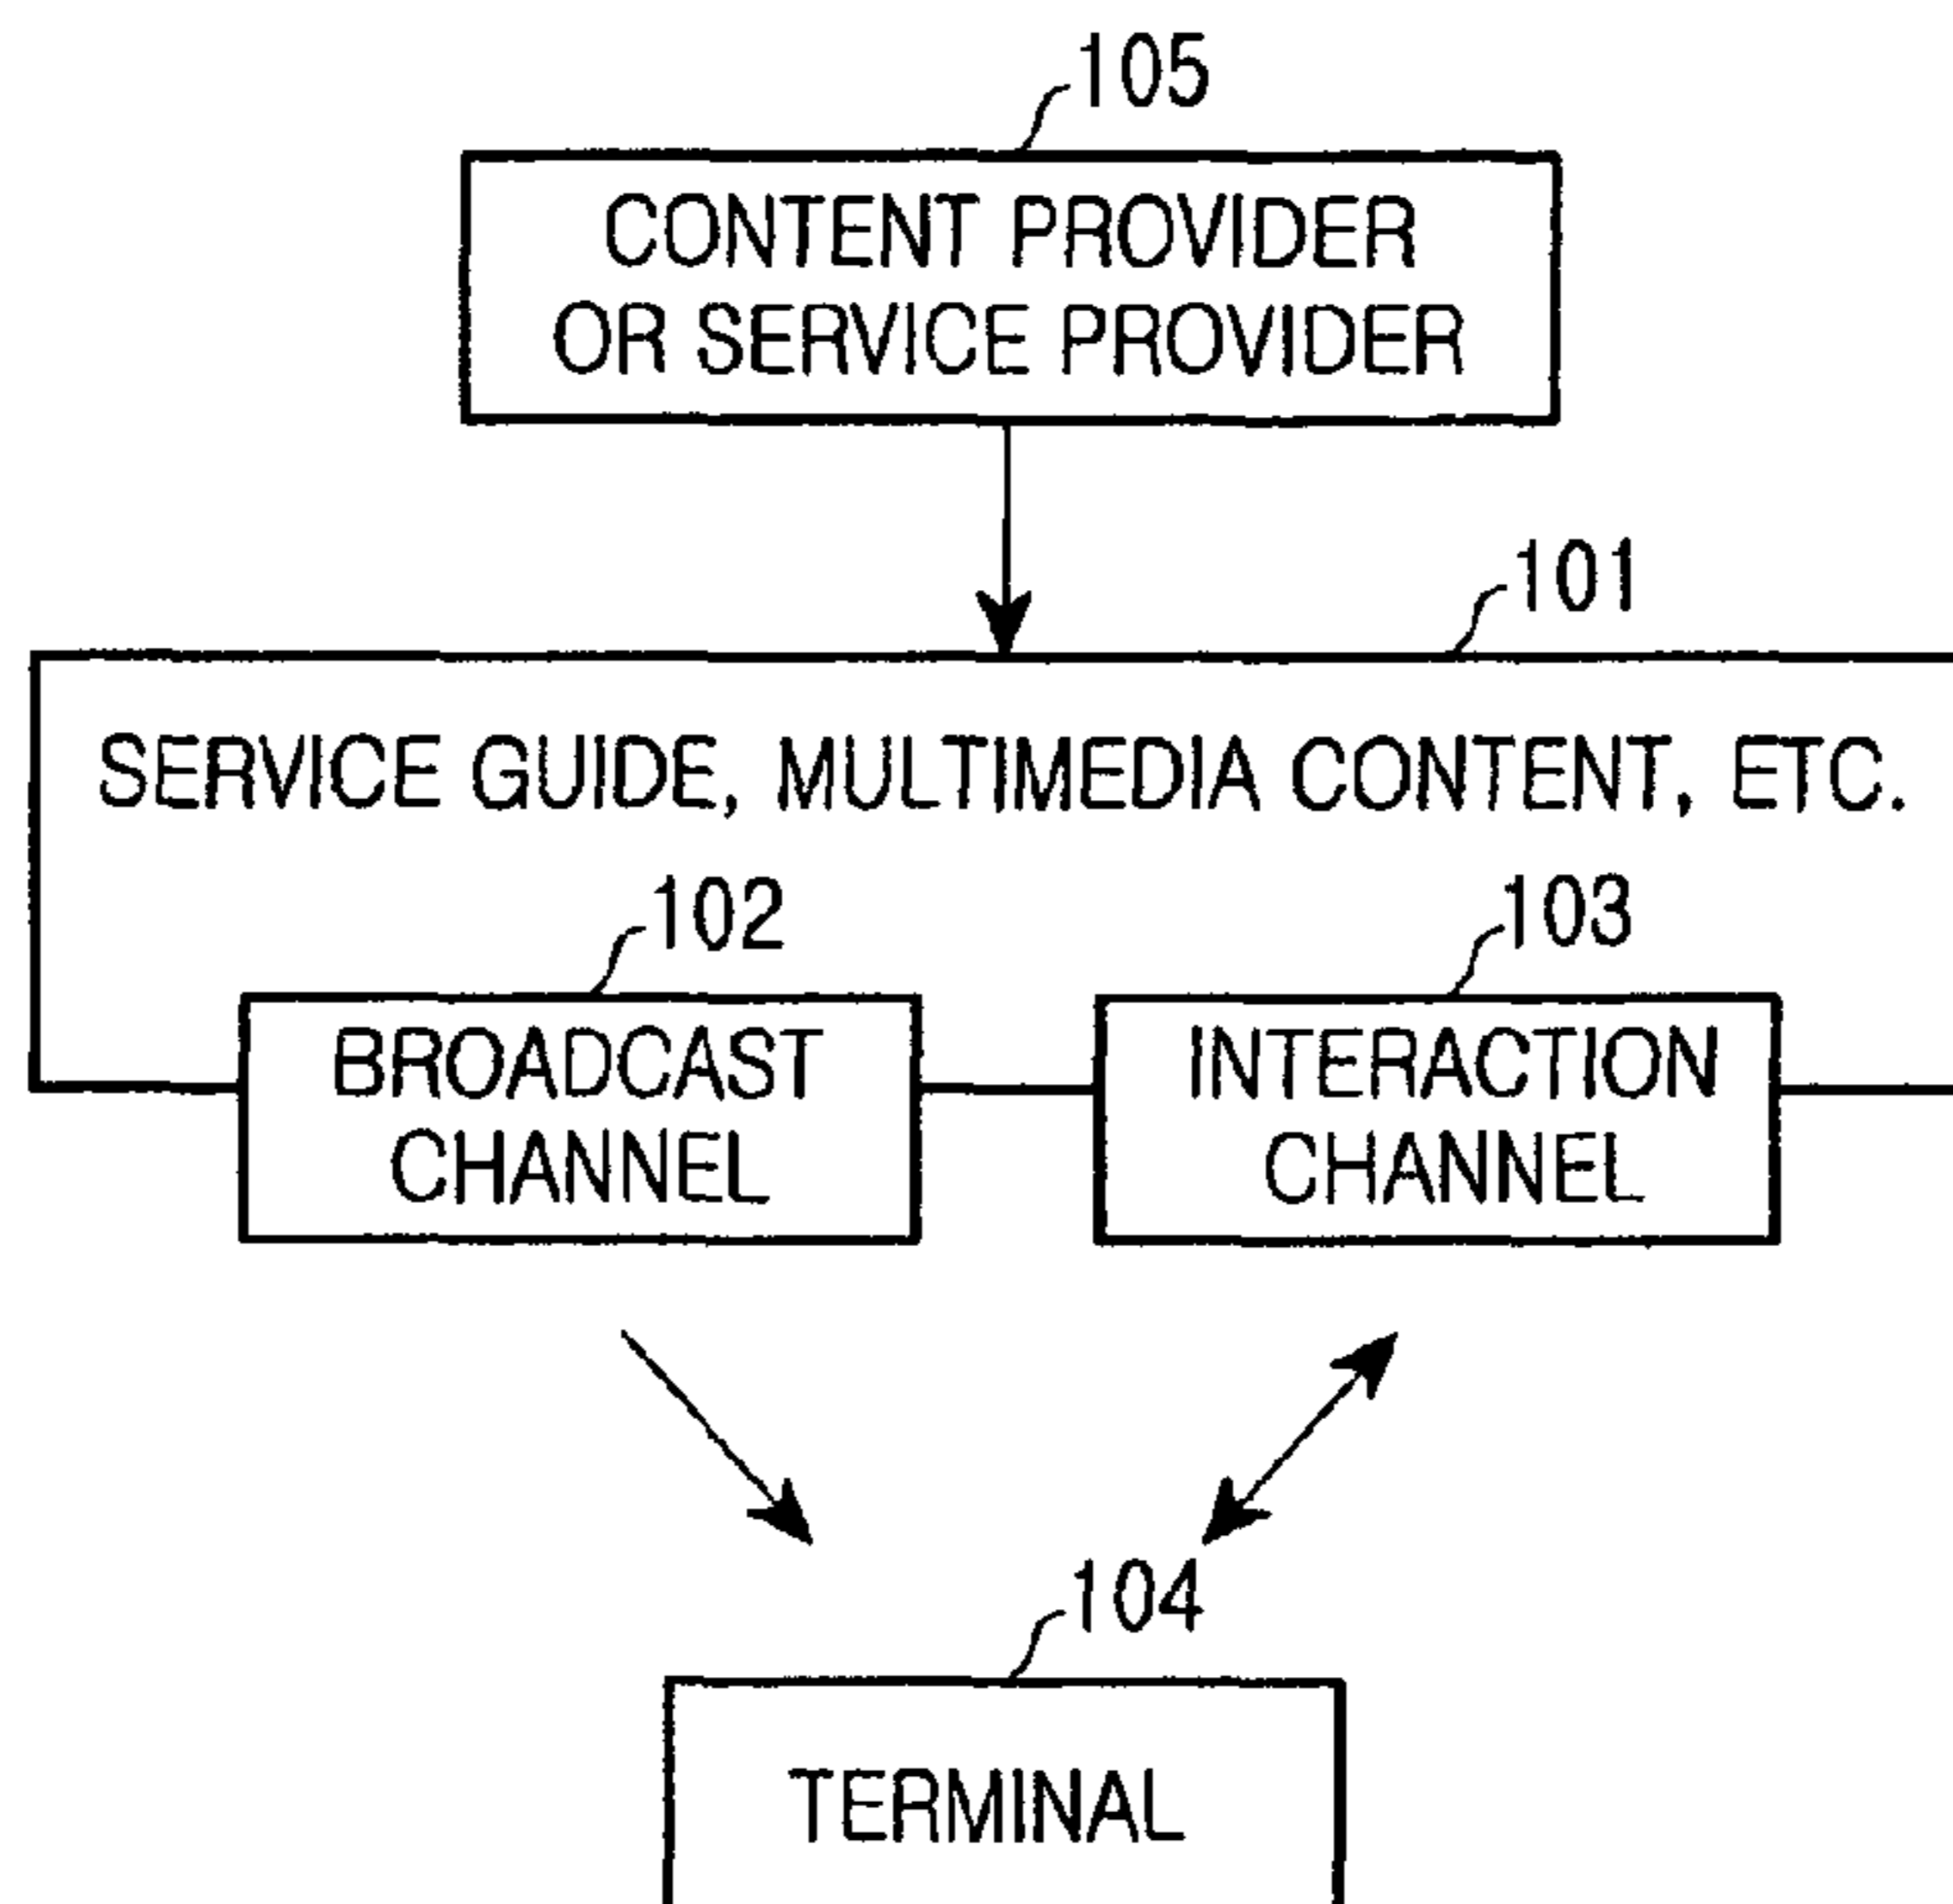 105
CONTENT PROVIDER
OR SERVICE PROVIDER
101
SERVICE GUIDE, MULTIMEDIA CONTENT, ETC.
102
103
BROADCAST
CHANNEL
INTERACTION
CHANNEL
104
TERMINAL